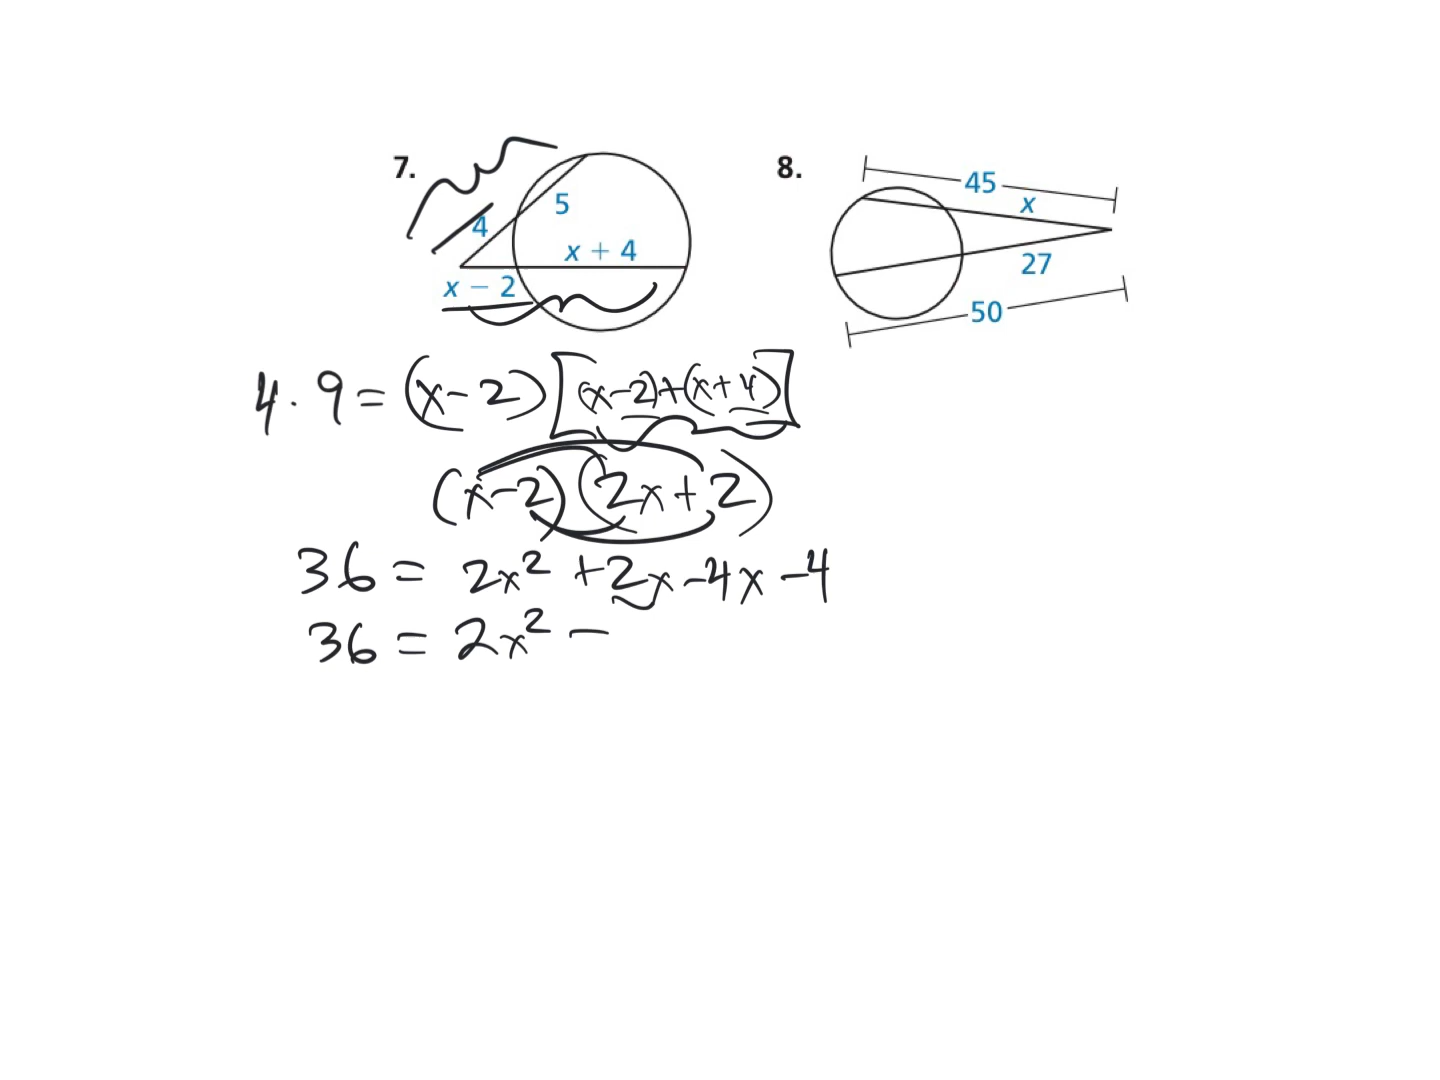 7.
4
5
x + 4
x − 2
8.
45
x
27
50
4 · 9 = (x − 2) [(x − 2) + (x + 4)]
(x − 2) (2x + 2)
36 = 2x² + 2x − 4x − 4
36 = 2x² −